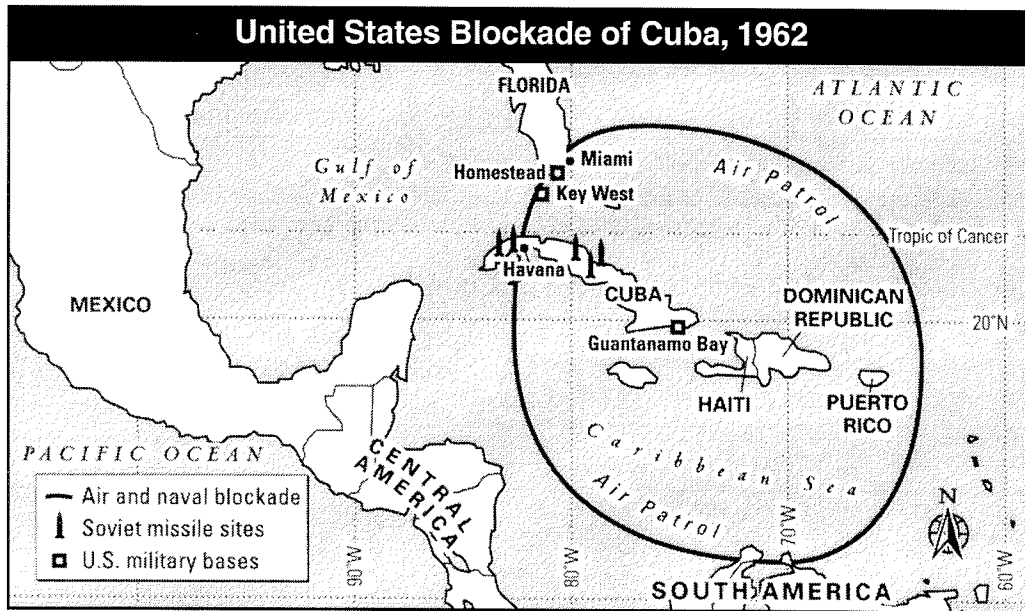 United States Blockade of Cuba, 1962
FLORIDA
ATLANTIC
OCEAN
Gulf of
Mexico
Miami
Homestead
Key West
Air Patrol
Tropic of Cancer
Havana
MEXICO
CUBA
DOMINICAN
REPUBLIC
20°N
Guantanamo Bay
HAITI
PUERTO
RICO
PACIFIC OCEAN
CENTRAL
AMERICA
Caribbean Sea
Air Patrol
Air and naval blockade
Soviet missile sites
U.S. military bases
N
90°W
80°W
70°W
60°W
SOUTH AMERICA